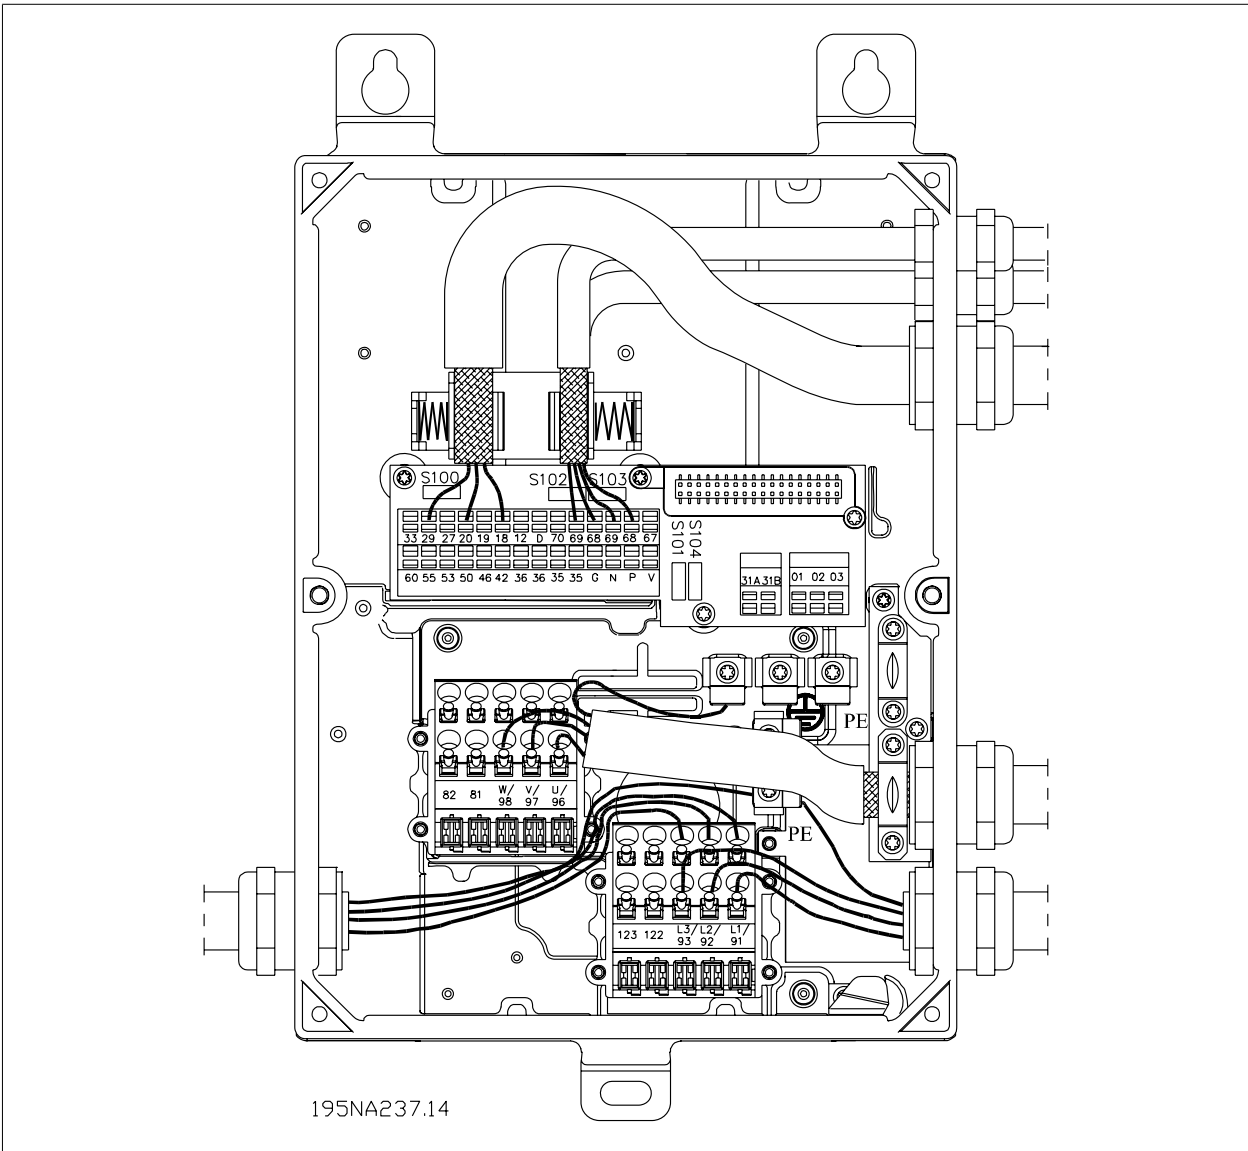 S100 S102 S103
S101 S104
33 29 27 20 19 18 12 D 70 69 68 69 68 67
60 55 53 50 46 42 36 36 35 35 G N P V
31A 31B 01 02 03
PE
82 81 W/ V/ U/
98 97 96
PE
123 122 L3/ L2/ L1/
93 92 91
195NA237.14